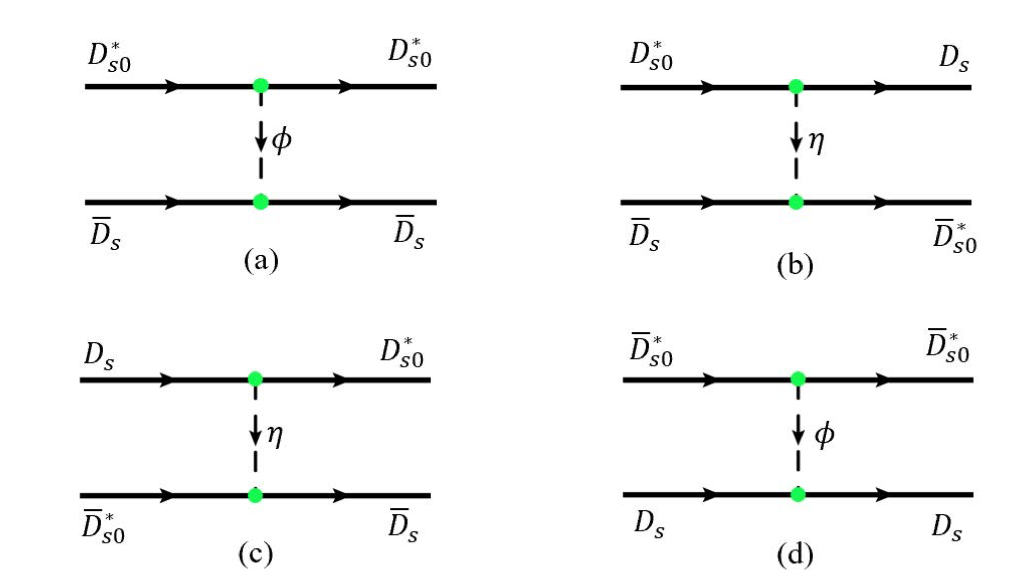 D*s0 D*s0
ϕ
D̄s D̄s
(a)
D*s0 Ds
η
D̄s D̄*s0
(b)
Ds D*s0
η
D̄*s0 D̄s
(c)
D̄*s0 D̄*s0
ϕ
Ds Ds
(d)